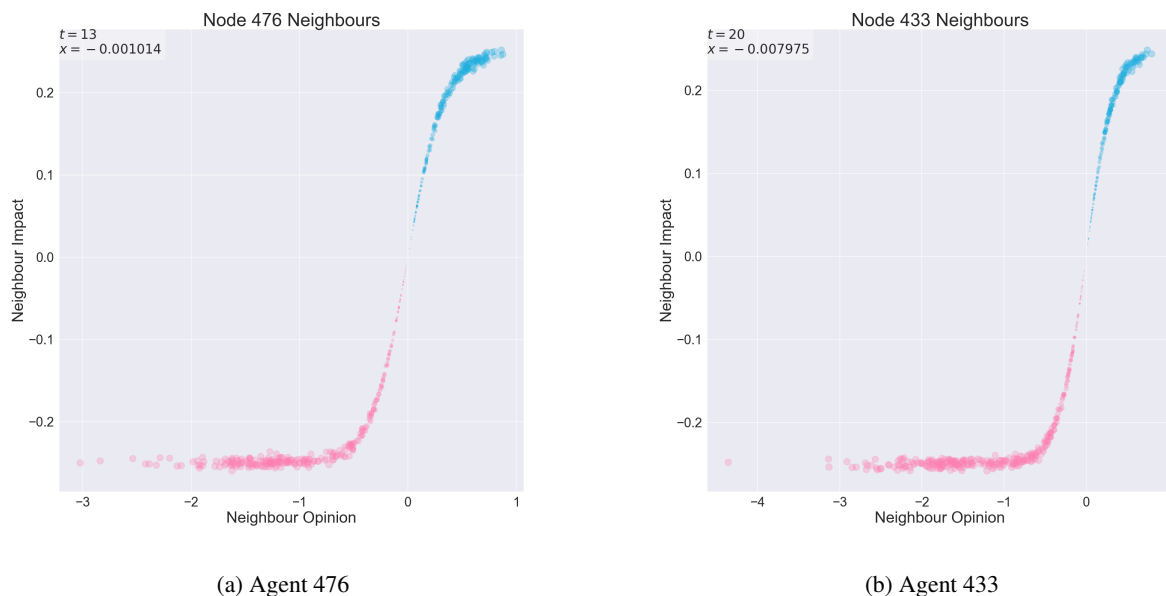 Node 476 Neighbours
t = 13
x = −0.001014
0.2
0.1
0.0
−0.1
−0.2
Neighbour Impact
−3
−2
−1
0
1
Neighbour Opinion
(a) Agent 476
Node 433 Neighbours
t = 20
x = −0.007975
0.2
0.1
0.0
−0.1
−0.2
Neighbour Impact
−4
−3
−2
−1
0
Neighbour Opinion
(b) Agent 433